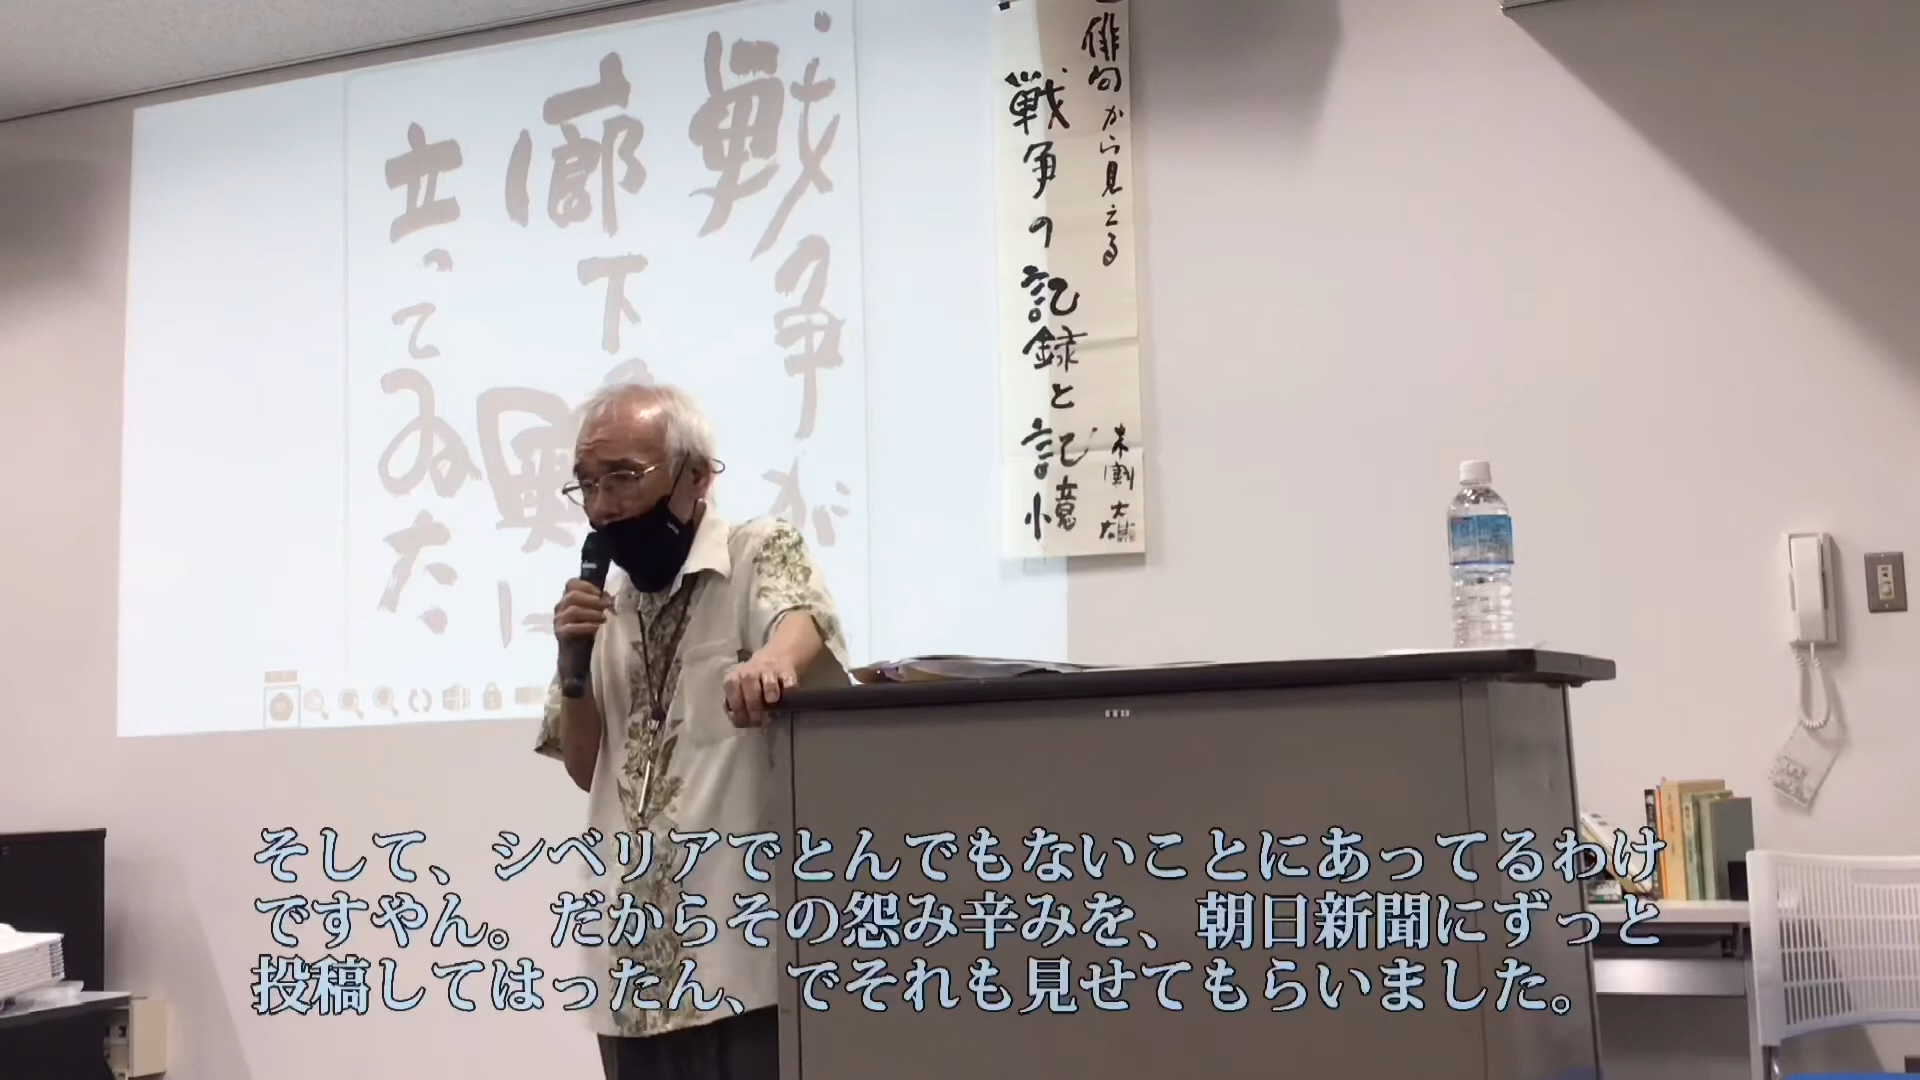 戦争が
廊下の奥に
立ってゐた
俳句から見える
戦争の記録と記憶
そして、シベリアでとんでもないことにあってるわけ
ですやん。だからその怨み辛みを、朝日新聞にずっと
投稿してはったん、でそれも見せてもらいました。